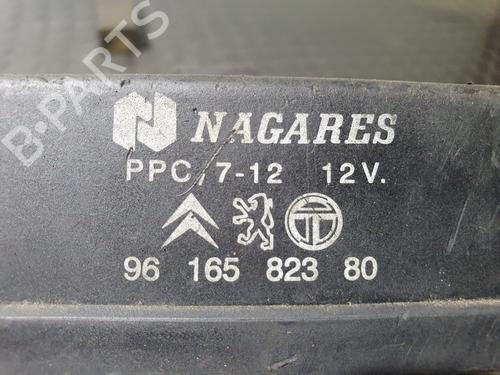 B-PARTS
NAGARES
PPC/7-12 12V.
96 165 823 80